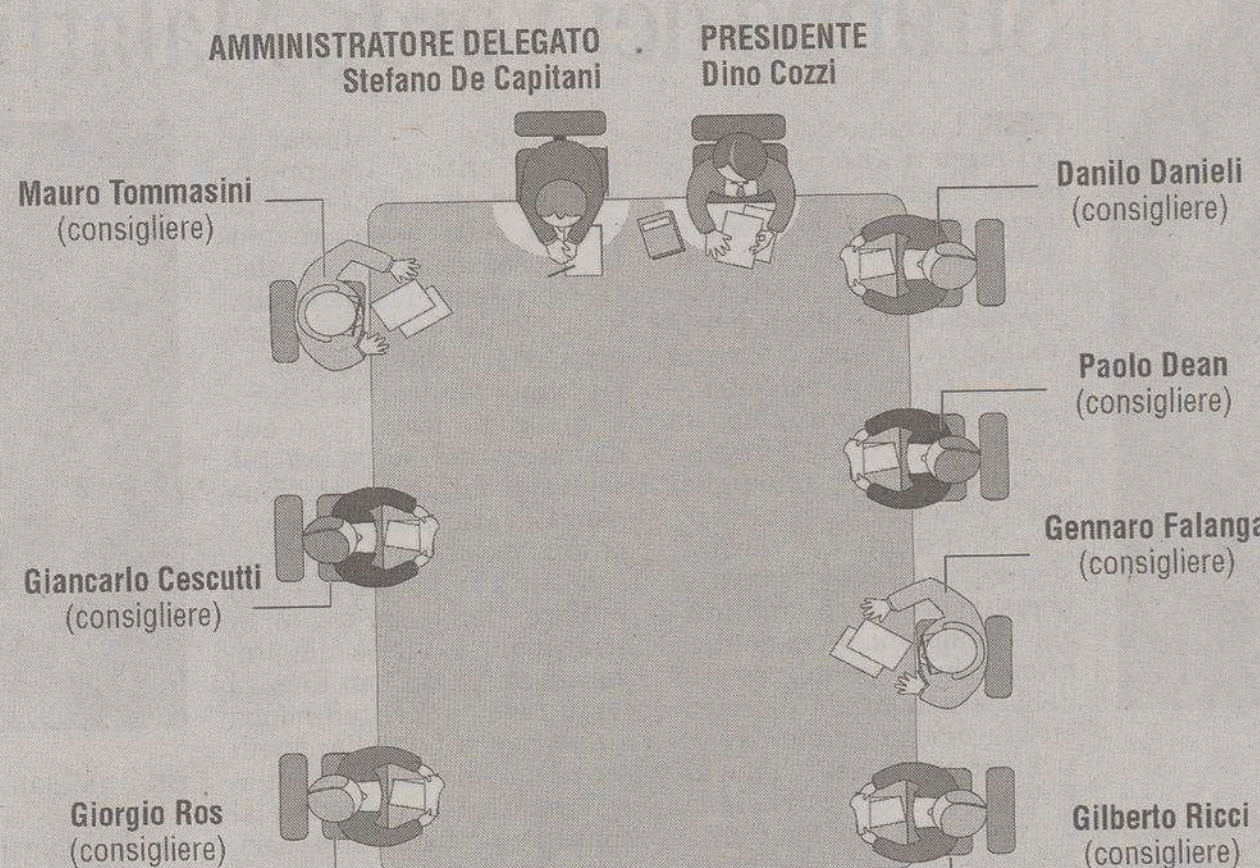 AMMINISTRATORE DELEGATO
Stefano De Capitani
PRESIDENTE
Dino Cozzi
Mauro Tommasini
(consigliere)
Danilo Danieli
(consigliere)
Paolo Dean
(consigliere)
Gennaro Falanga
(consigliere)
Giancarlo Cescutti
(consigliere)
Giorgio Ros
(consigliere)
Gilberto Ricci
(consigliere)